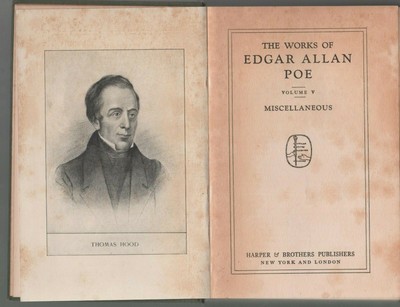 THOMAS HOOD
THE WORKS OF
EDGAR ALLAN
POE
VOLUME V
MISCELLANEOUS
HARPER & BROTHERS PUBLISHERS
NEW YORK AND LONDON